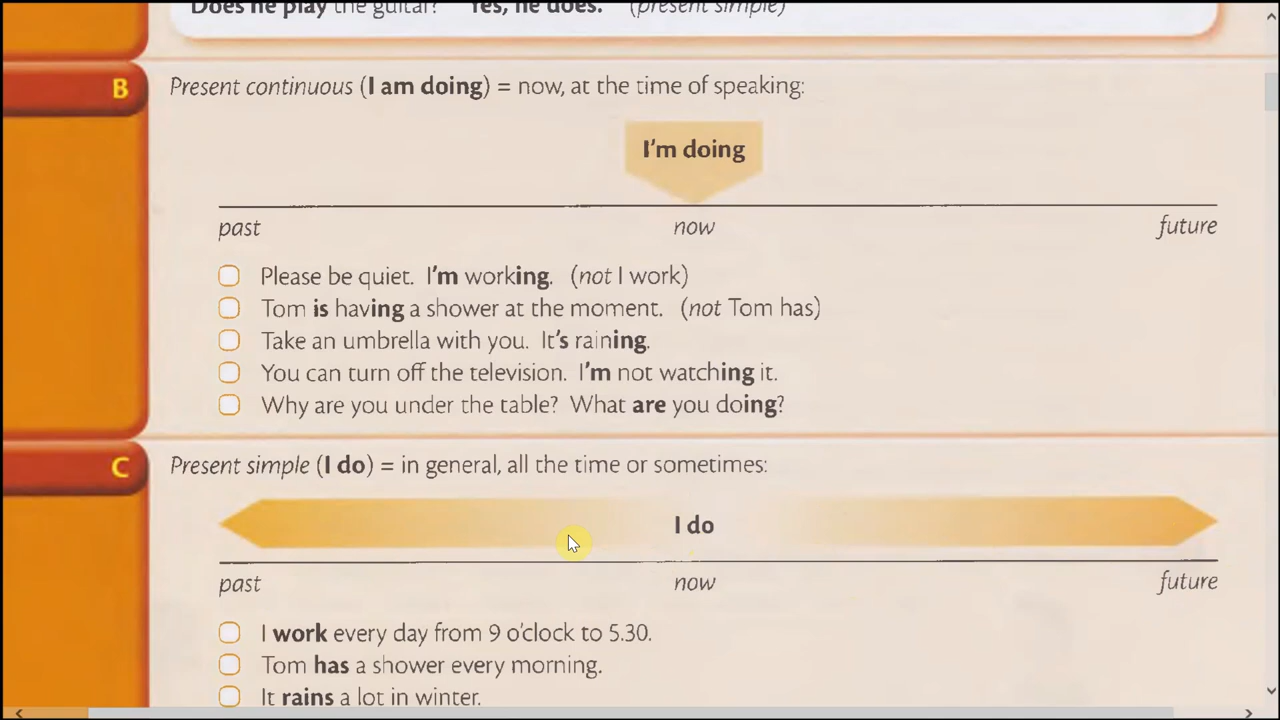 Does he play the guitar? Yes, he does. (present simple)
B
Present continuous (I am doing) = now, at the time of speaking:
I'm doing
past now future
Please be quiet. I'm working. (not I work)
Tom is having a shower at the moment. (not Tom has)
Take an umbrella with you. It's raining.
You can turn off the television. I'm not watching it.
Why are you under the table? What are you doing?
C
Present simple (I do) = in general, all the time or sometimes:
I do
past now future
I work every day from 9 o'clock to 5.30.
Tom has a shower every morning.
It rains a lot in winter.